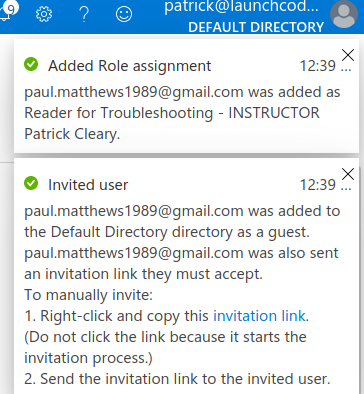 9
patrick@launchcod...
DEFAULT DIRECTORY
Added Role assignment 12:39 ...
paul.matthews1989@gmail.com was added as
Reader for Troubleshooting - INSTRUCTOR
Patrick Cleary.
Invited user 12:39 ...
paul.matthews1989@gmail.com was added to
the Default Directory directory as a guest.
paul.matthews1989@gmail.com was also sent
an invitation link they must accept.
To manually invite:
1. Right-click and copy this invitation link.
(Do not click the link because it starts the
invitation process.)
2. Send the invitation link to the invited user.